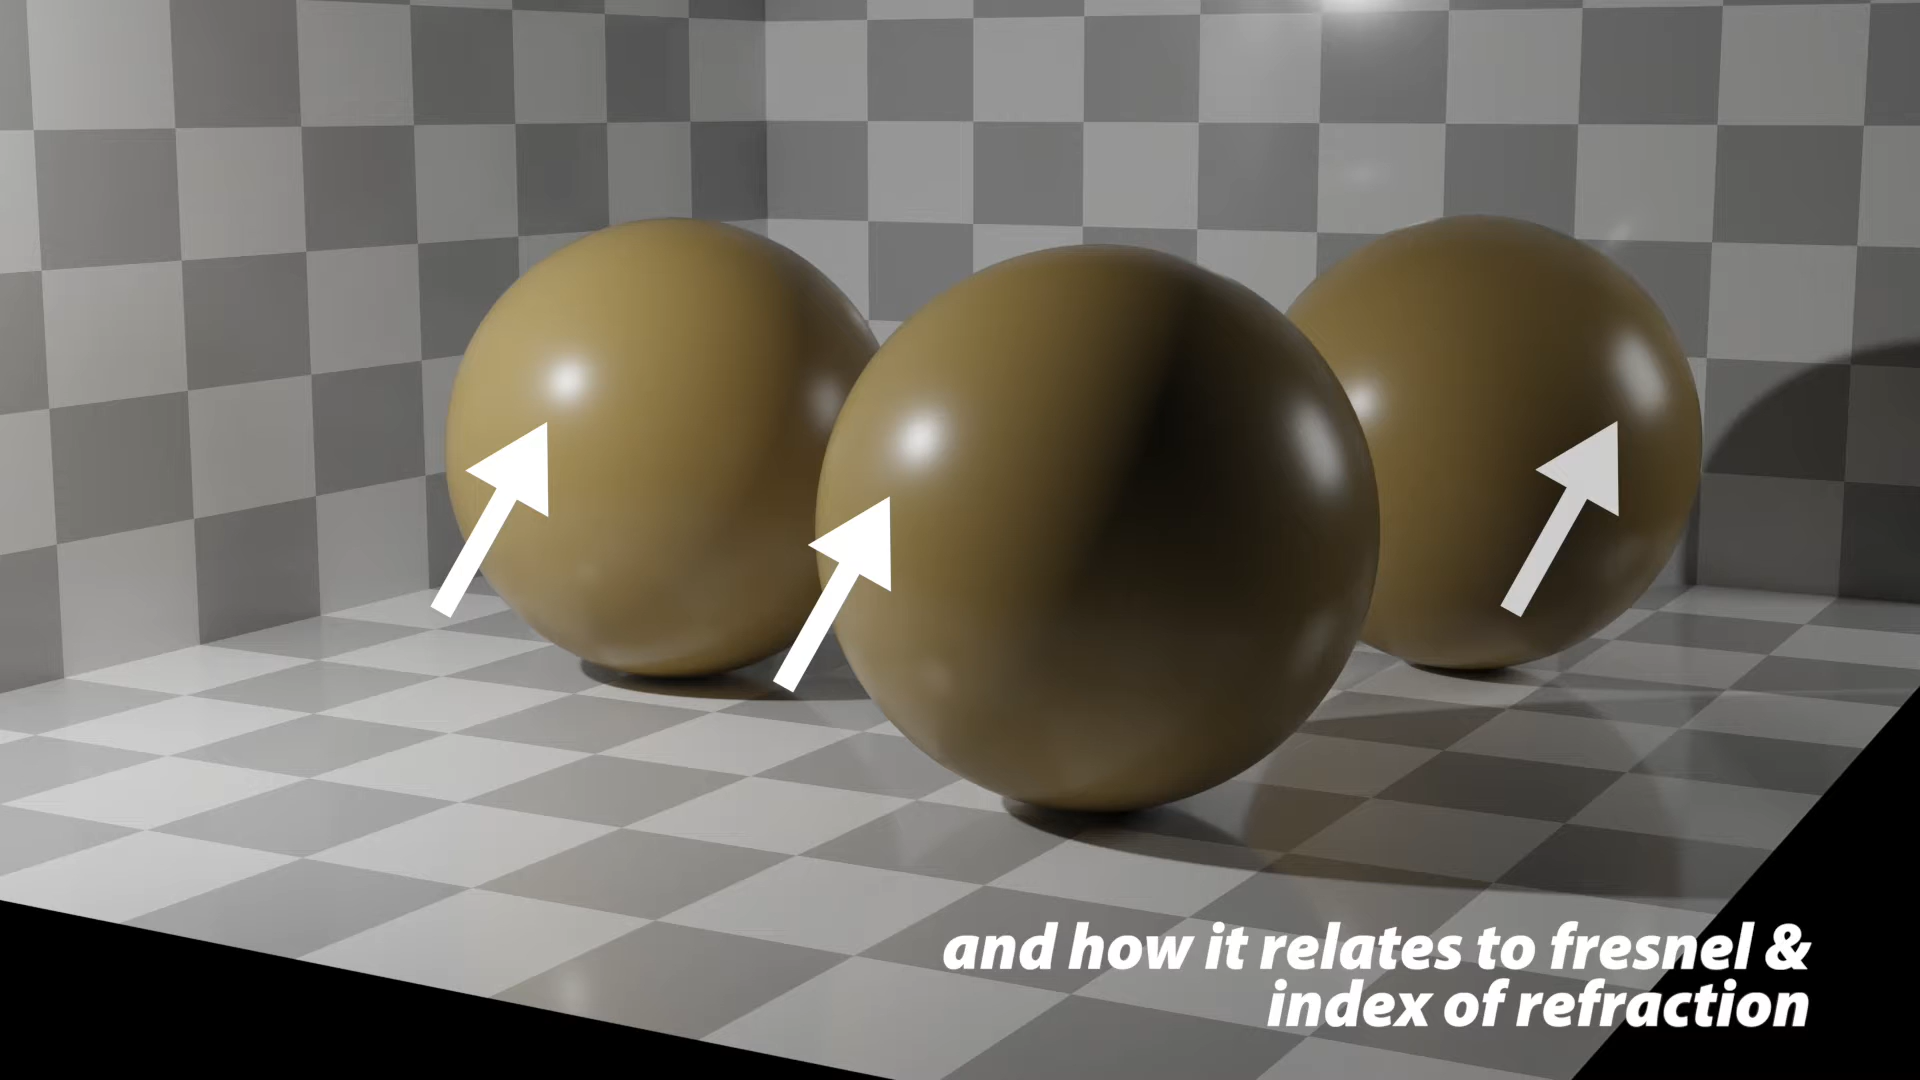 and how it relates to fresnel &
index of refraction